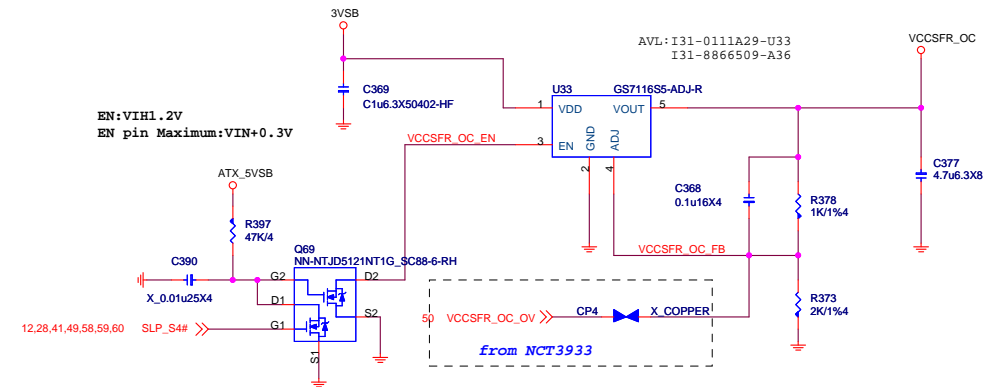 3VSB
AVL:I31-0111A29-U33
I31-8866509-A36
VCCSFR_OC
C369
C1u6.3X50402-HF
U33
GS7116S5-ADJ-R
1
VDD
VOUT
5
EN:VIH1.2V
EN pin Maximum:VIN+0.3V
VCCSFR_OC_EN
3
EN
GND
ADJ
2
4
ATX_5VSB
C377
4.7u6.3X8
C368
0.1u16X4
R378
1K/1%4
R397
47K/4
VCCSFR_OC_FB
Q69
NN-NTJD5121NT1G_SC88-6-RH
C390
X_0.01u25X4
G2
D2
D1
S2
G1
S1
12,28,41,49,58,59,60
SLP_S4#
50
VCCSFR_OC_OV
CP4
X_COPPER
from NCT3933
R373
2K/1%4